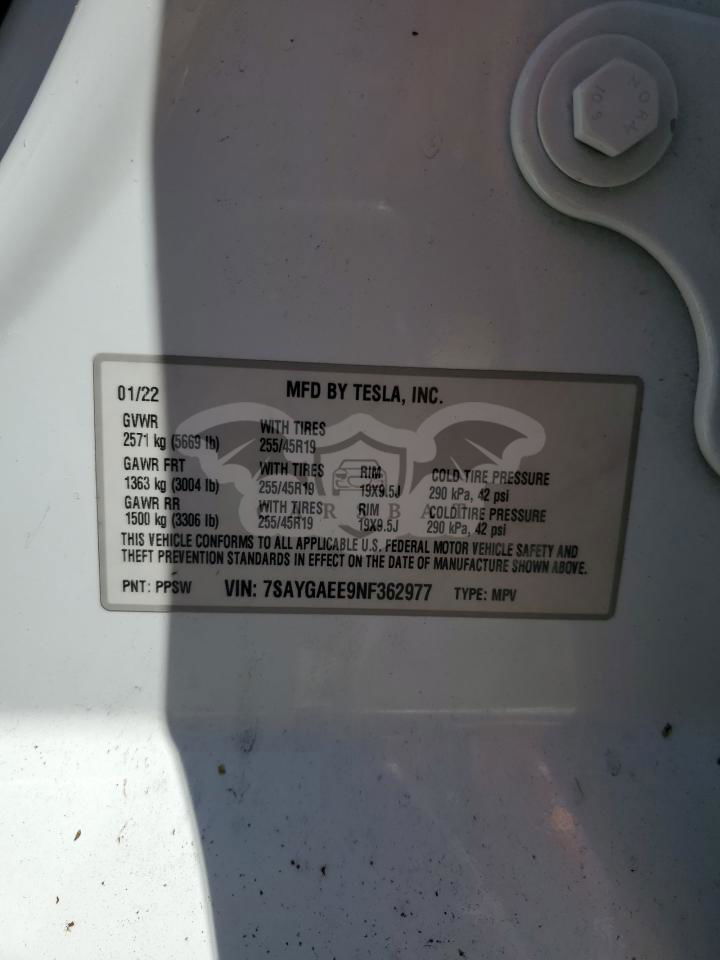 ZORA
10.9
01/22 MFD BY TESLA, INC.
GVWR
2571 kg (5669 lb) WITH TIRES 255/45R19
GAWR FRT
1363 kg (3004 lb) WITH TIRES 255/45R19 RIM 19X9.5J COLD TIRE PRESSURE 290 kPa, 42 psi
GAWR RR
1500 kg (3306 lb) WITH TIRES 255/45R19 RIM 19X9.5J COLD TIRE PRESSURE 290 kPa, 42 psi
THIS VEHICLE CONFORMS TO ALL APPLICABLE U.S. FEDERAL MOTOR VEHICLE SAFETY AND
THEFT PREVENTION STANDARDS IN EFFECT ON THE DATE OF MANUFACTURE SHOWN ABOVE.
PNT: PPSW VIN: 7SAYGAEE9NF362977 TYPE: MPV